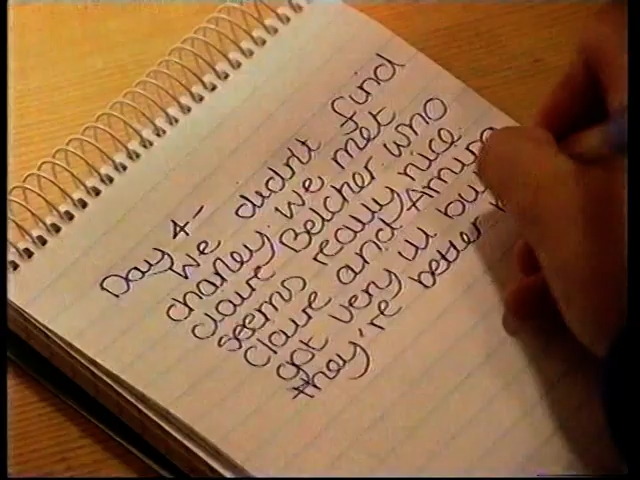 Day 4-
We didn't find
charley. We met
Claire Belcher who
seems really nice.
Claire and Amira
got very ill but
they're better